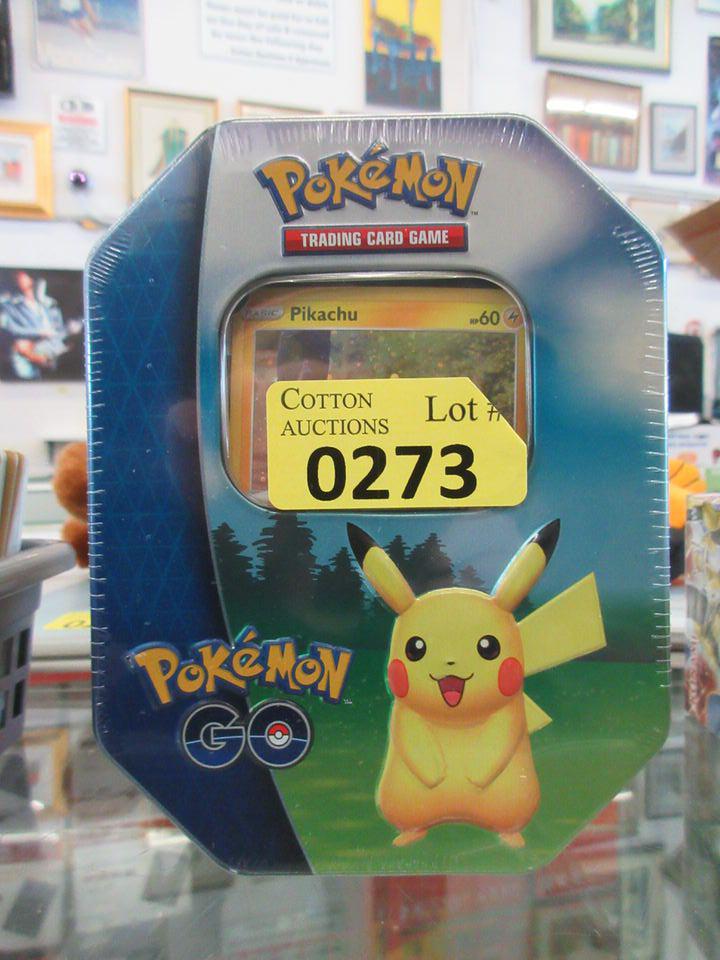 POKéMON
TRADING CARD GAME
BASIC Pikachu HP60
COTTON AUCTIONS Lot #
0273
POKéMON
GO